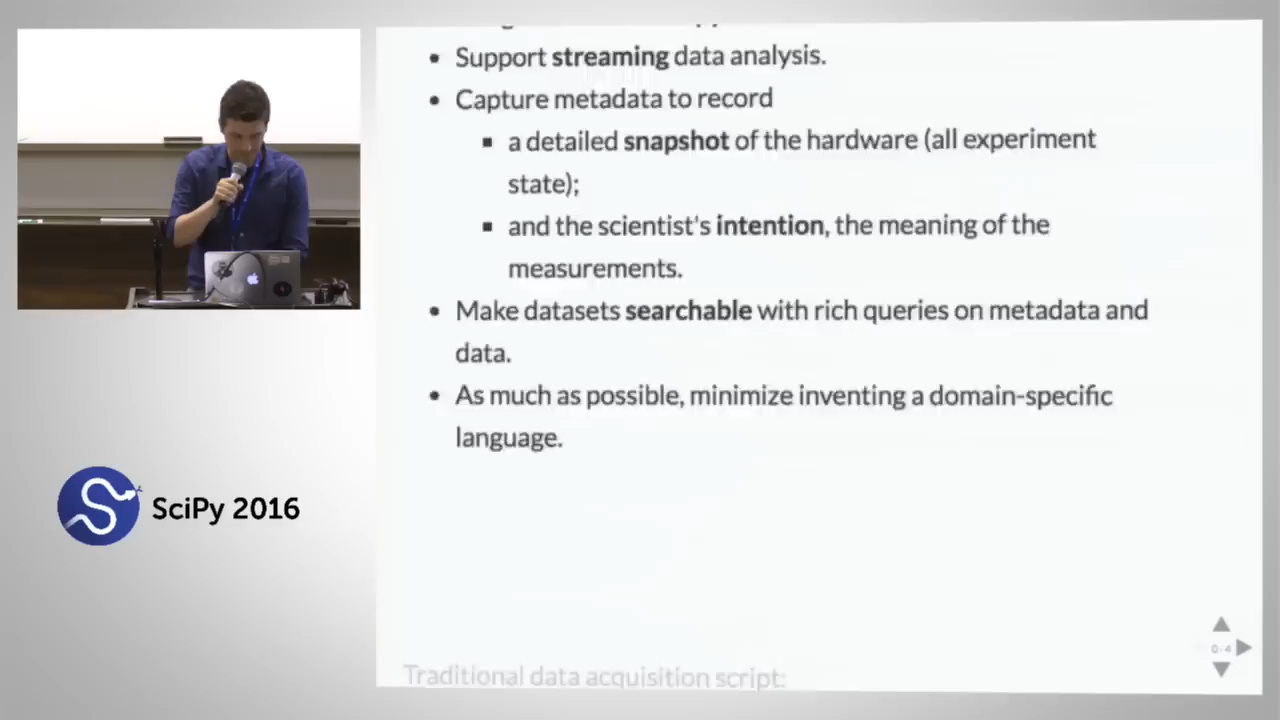 Support streaming data analysis.
Capture metadata to record
a detailed snapshot of the hardware (all experiment
state);
and the scientist's intention, the meaning of the
measurements.
Make datasets searchable with rich queries on metadata and
data.
As much as possible, minimize inventing a domain-specific
language.
SciPy 2016
0-4
Traditional data acquisition script: